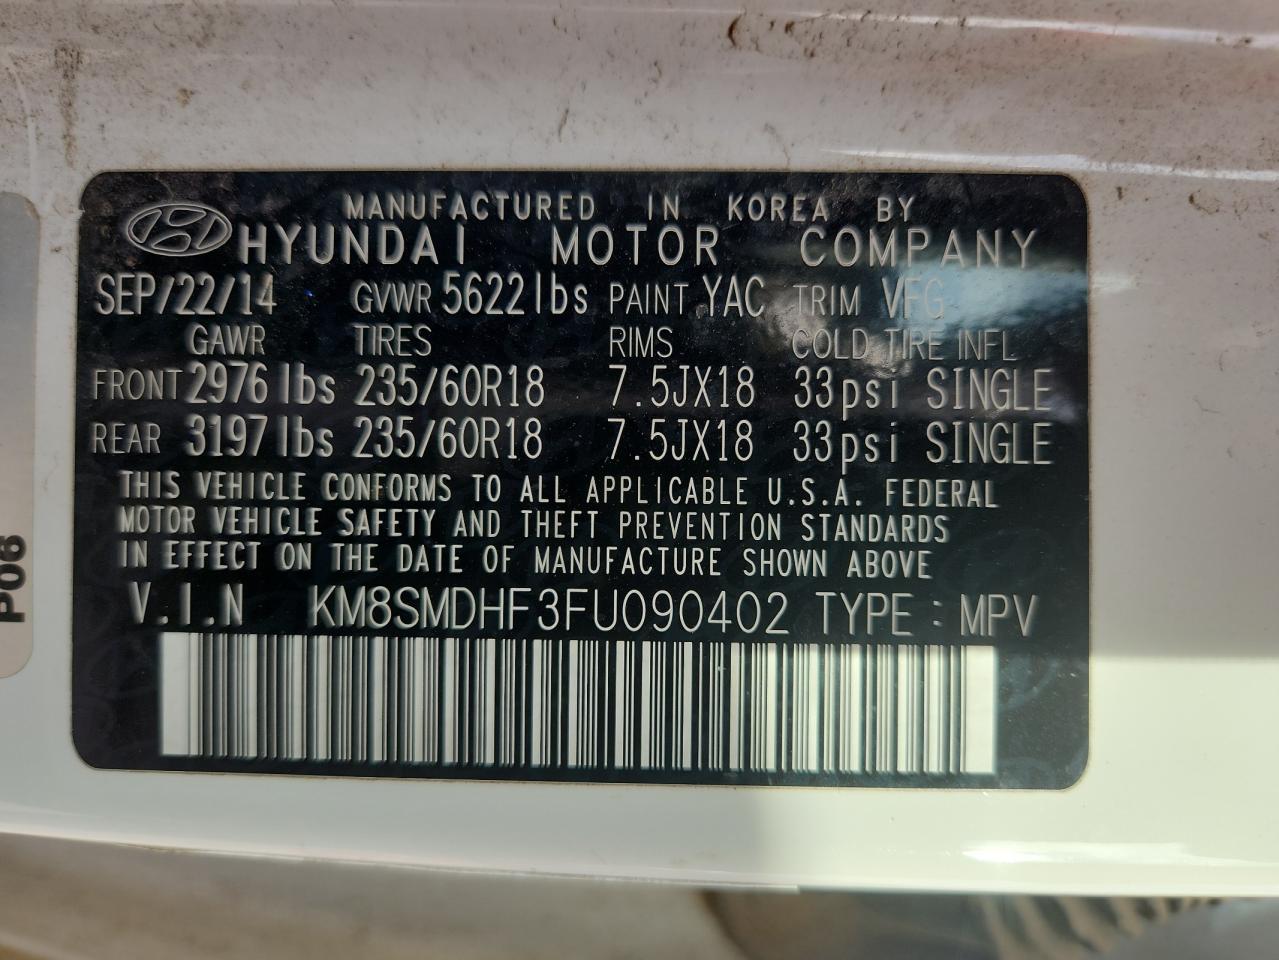 MANUFACTURED IN KOREA BY
HYUNDAI MOTOR COMPANY
SEP/22/14 GVWR 5622lbs PAINT YAC TRIM VFG
GAWR TIRES RIMS COLD TIRE INFL
FRONT 2976 lbs 235/60R18 7.5JX18 33psi SINGLE
REAR 3197 lbs 235/60R18 7.5JX18 33psi SINGLE
THIS VEHICLE CONFORMS TO ALL APPLICABLE U.S.A. FEDERAL
MOTOR VEHICLE SAFETY AND THEFT PREVENTION STANDARDS
IN EFFECT ON THE DATE OF MANUFACTURE SHOWN ABOVE
V.I.N KM8SMDHF3FU090402 TYPE : MPV
P06